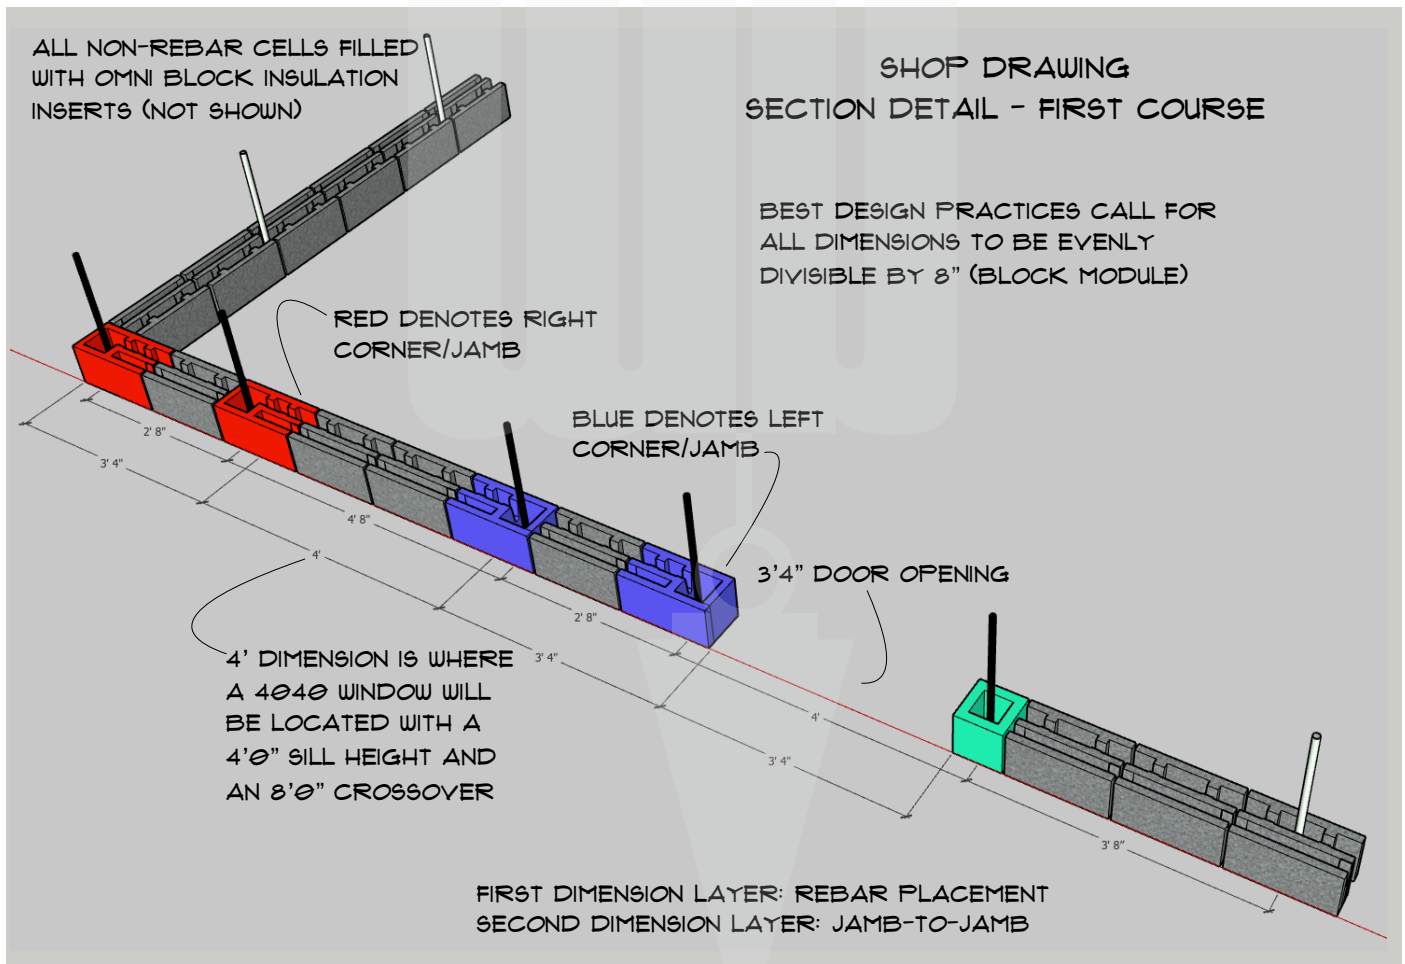 ALL NON-REBAR CELLS FILLED
WITH OMNI BLOCK INSULATION
INSERTS (NOT SHOWN)
SHOP DRAWING
SECTION DETAIL - FIRST COURSE
BEST DESIGN PRACTICES CALL FOR
ALL DIMENSIONS TO BE EVENLY
DIVISIBLE BY 8" (BLOCK MODULE)
RED DENOTES RIGHT
CORNER/JAMB
BLUE DENOTES LEFT
CORNER/JAMB
2' 8"
3' 4"
4' 8"
4'
3'4" DOOR OPENING
2' 8"
3' 4"
4' DIMENSION IS WHERE
A 4040 WINDOW WILL
BE LOCATED WITH A
4'0" SILL HEIGHT AND
AN 8'0" CROSSOVER
4'
3' 4"
3' 8"
FIRST DIMENSION LAYER: REBAR PLACEMENT
SECOND DIMENSION LAYER: JAMB-TO-JAMB